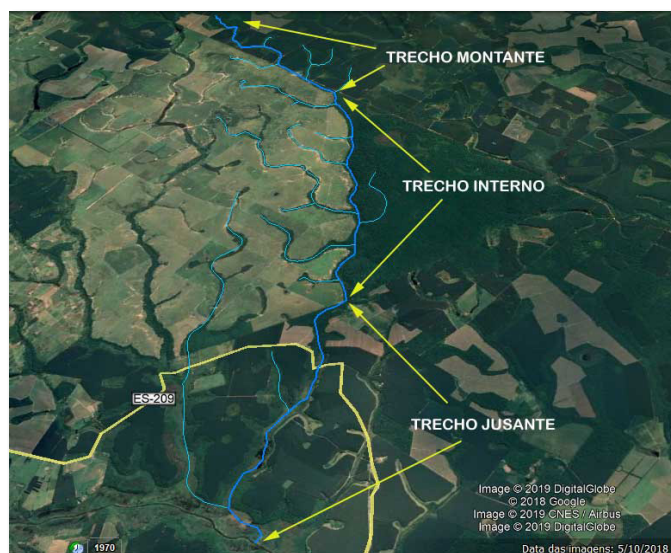 TRECHO MONTANTE
TRECHO INTERNO
ES-209
TRECHO JUSANTE
Image © 2019 DigitalGlobe
© 2018 Google
Image © 2019 CNES / Airbus
Image © 2019 DigitalGlobe
1970
Data das imagens: 5/10/2018